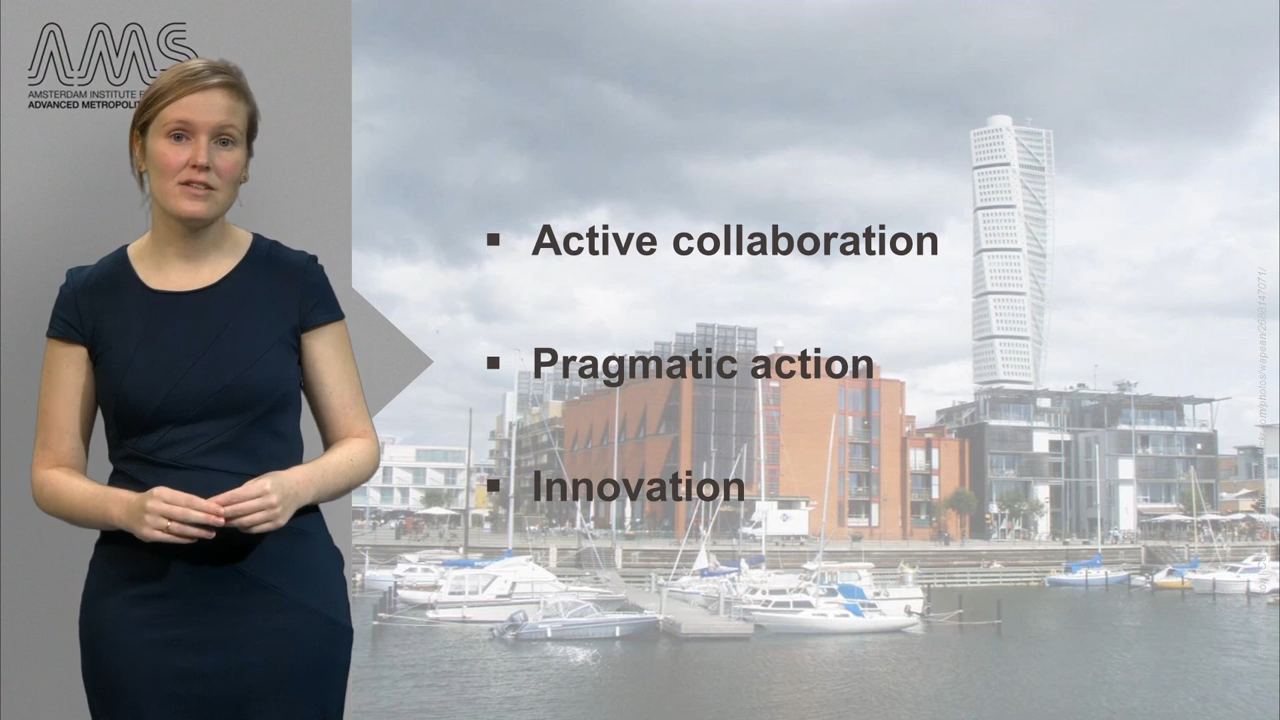 AMS
AMSTERDAM INSTITUTE
ADVANCED METROPOLIT
Active collaboration
Pragmatic action
Innovation